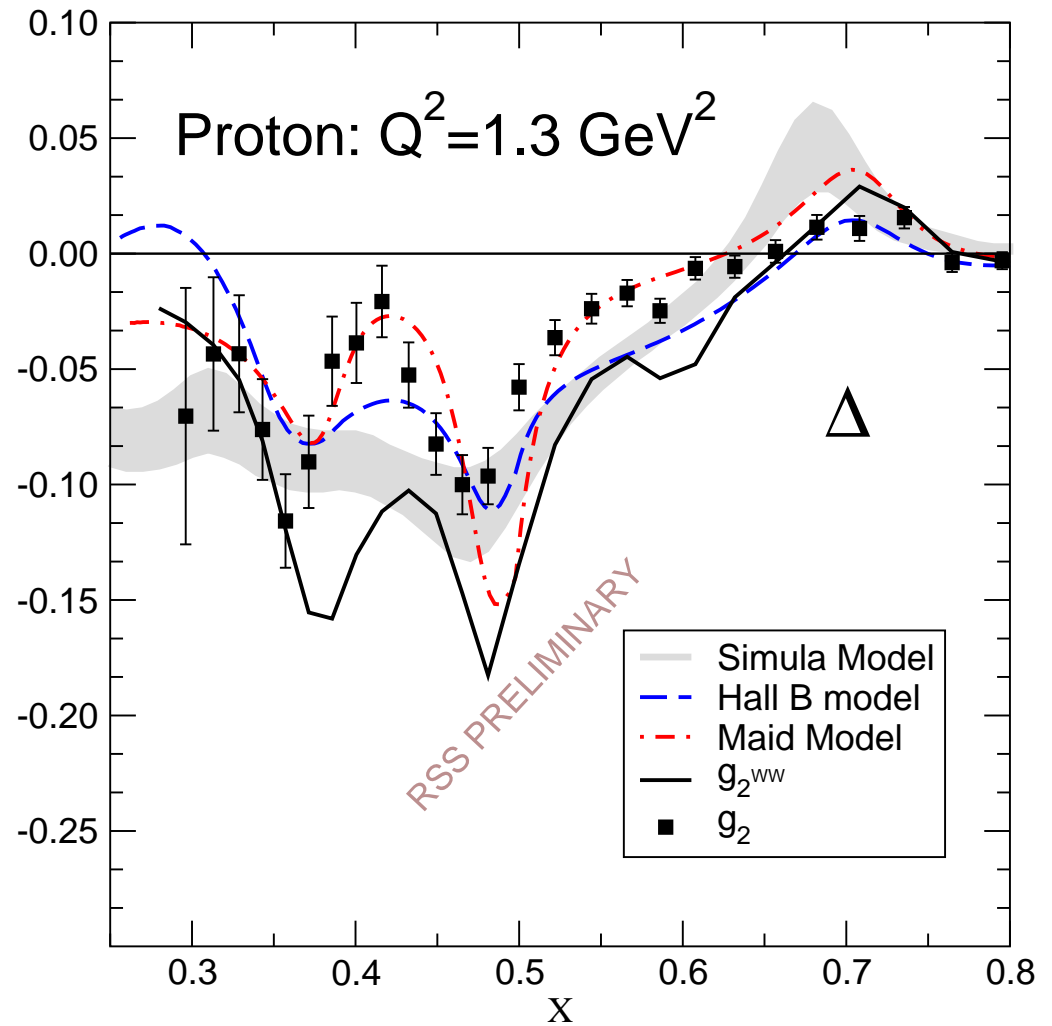 0.10
0.05
0.00
-0.05
-0.10
-0.15
-0.20
-0.25
Proton: Q²=1.3 GeV²
Δ
RSS PRELIMINARY
Simula Model
Hall B model
Maid Model
g₂ᵂᵂ
g₂
0.3 0.4 0.5 0.6 0.7 0.8
X